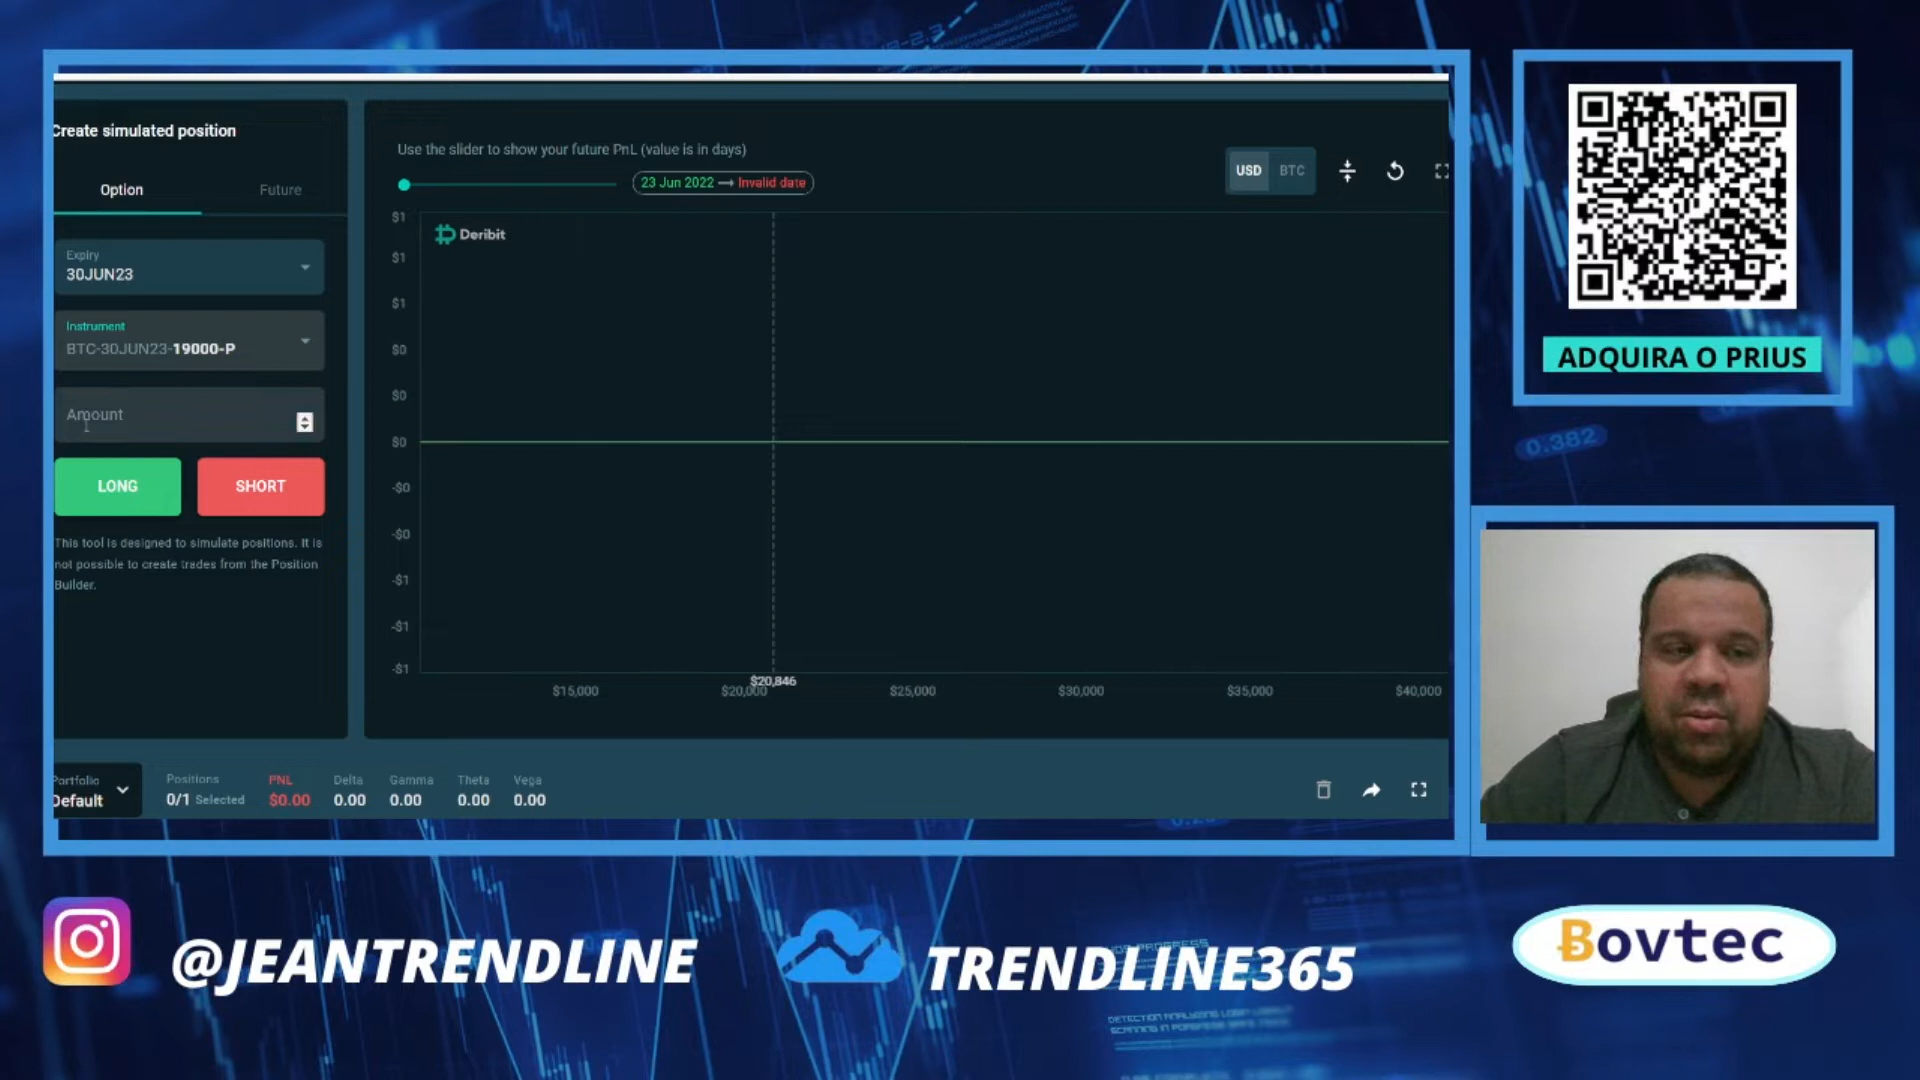 Create simulated position
Option
Future
Expiry
30JUN23
Instrument
BTC-30JUN23-19000-P
Amount
LONG
SHORT
This tool is designed to simulate positions. It is
not possible to create trades from the Position
Builder.
Use the slider to show your future PnL (value is in days)
23 Jun 2022 → Invalid date
USD
BTC
Deribit
$1
$1
$1
$0
$0
$0
-$0
-$0
-$1
-$1
-$1
$20,846
$15,000
$20,000
$25,000
$30,000
$35,000
$40,000
Portfolio
Default
Positions
0/1 Selected
PNL
$0.00
Delta
0.00
Gamma
0.00
Theta
0.00
Vega
0.00
ADQUIRA O PRIUS
0.382
@JEANTRENDLINE
TRENDLINE365
Bovtec